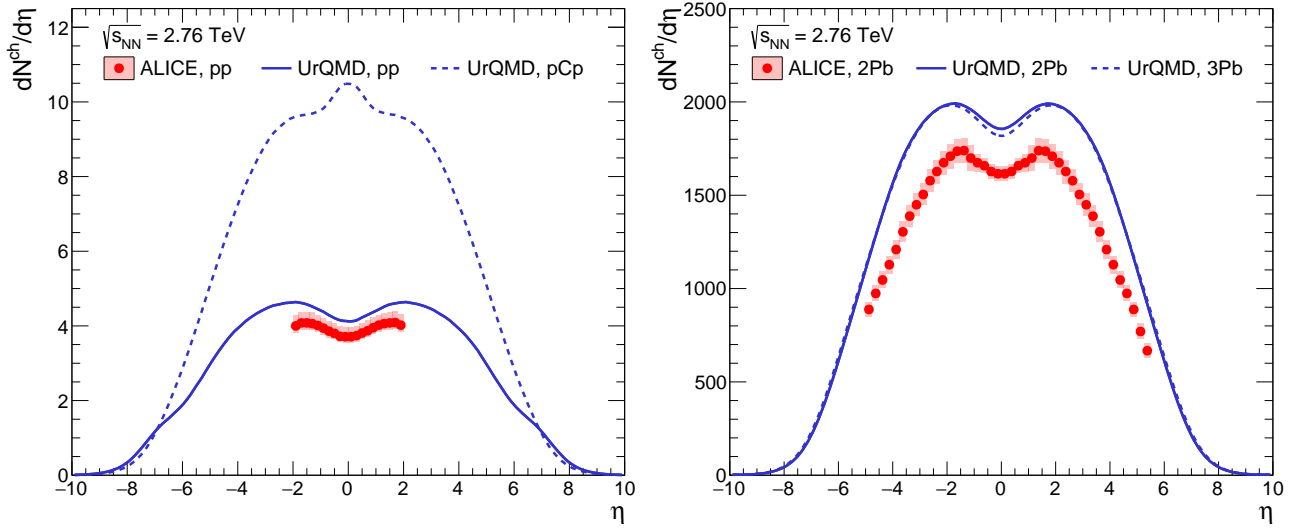 dN^ch/dη
√s_NN = 2.76 TeV
ALICE, pp UrQMD, pp UrQMD, pCp
12
10
8
6
4
2
0
−10 −8 −6 −4 −2 0 2 4 6 8 10
η
dN^ch/dη
√s_NN = 2.76 TeV
ALICE, 2Pb UrQMD, 2Pb UrQMD, 3Pb
2500
2000
1500
1000
500
0
−10 −8 −6 −4 −2 0 2 4 6 8 10
η